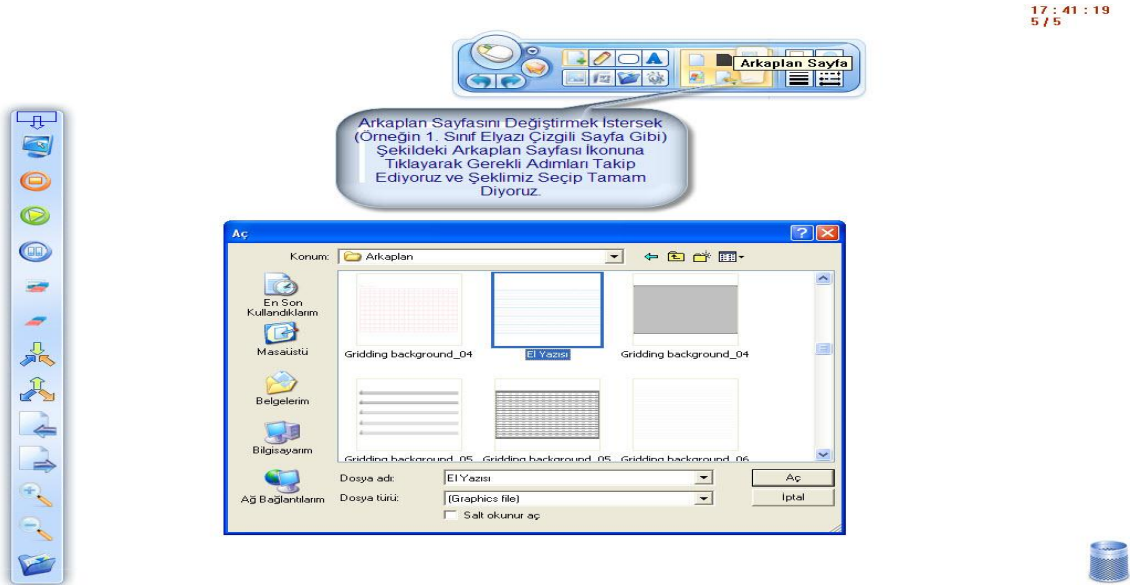 17 : 41 : 19
5 / 5
Arkaplan Sayfa
Arkaplan Sayfasını Değiştirmek İstersek
(Örneğin 1. Sınıf Elyazı Çizgili Sayfa Gibi)
Şekildeki Arkaplan Sayfası İkonuna
Tıklayarak Gerekli Adımları Takip
Ediyoruz ve Şeklimiz Seçip Tamam
Diyoruz.
Aç
Konum: Arkaplan
En Son
Kullandıklarım
Masaüstü
Belgelerim
Bilgisayarım
Ağ Bağlantılarım
Gridding background_04 El Yazısı Gridding background_04
Gridding background_05 Gridding background_05 Gridding background_06
Dosya adı: El Yazısı Aç
Dosya türü: (Graphics file) İptal
Salt okunur aç